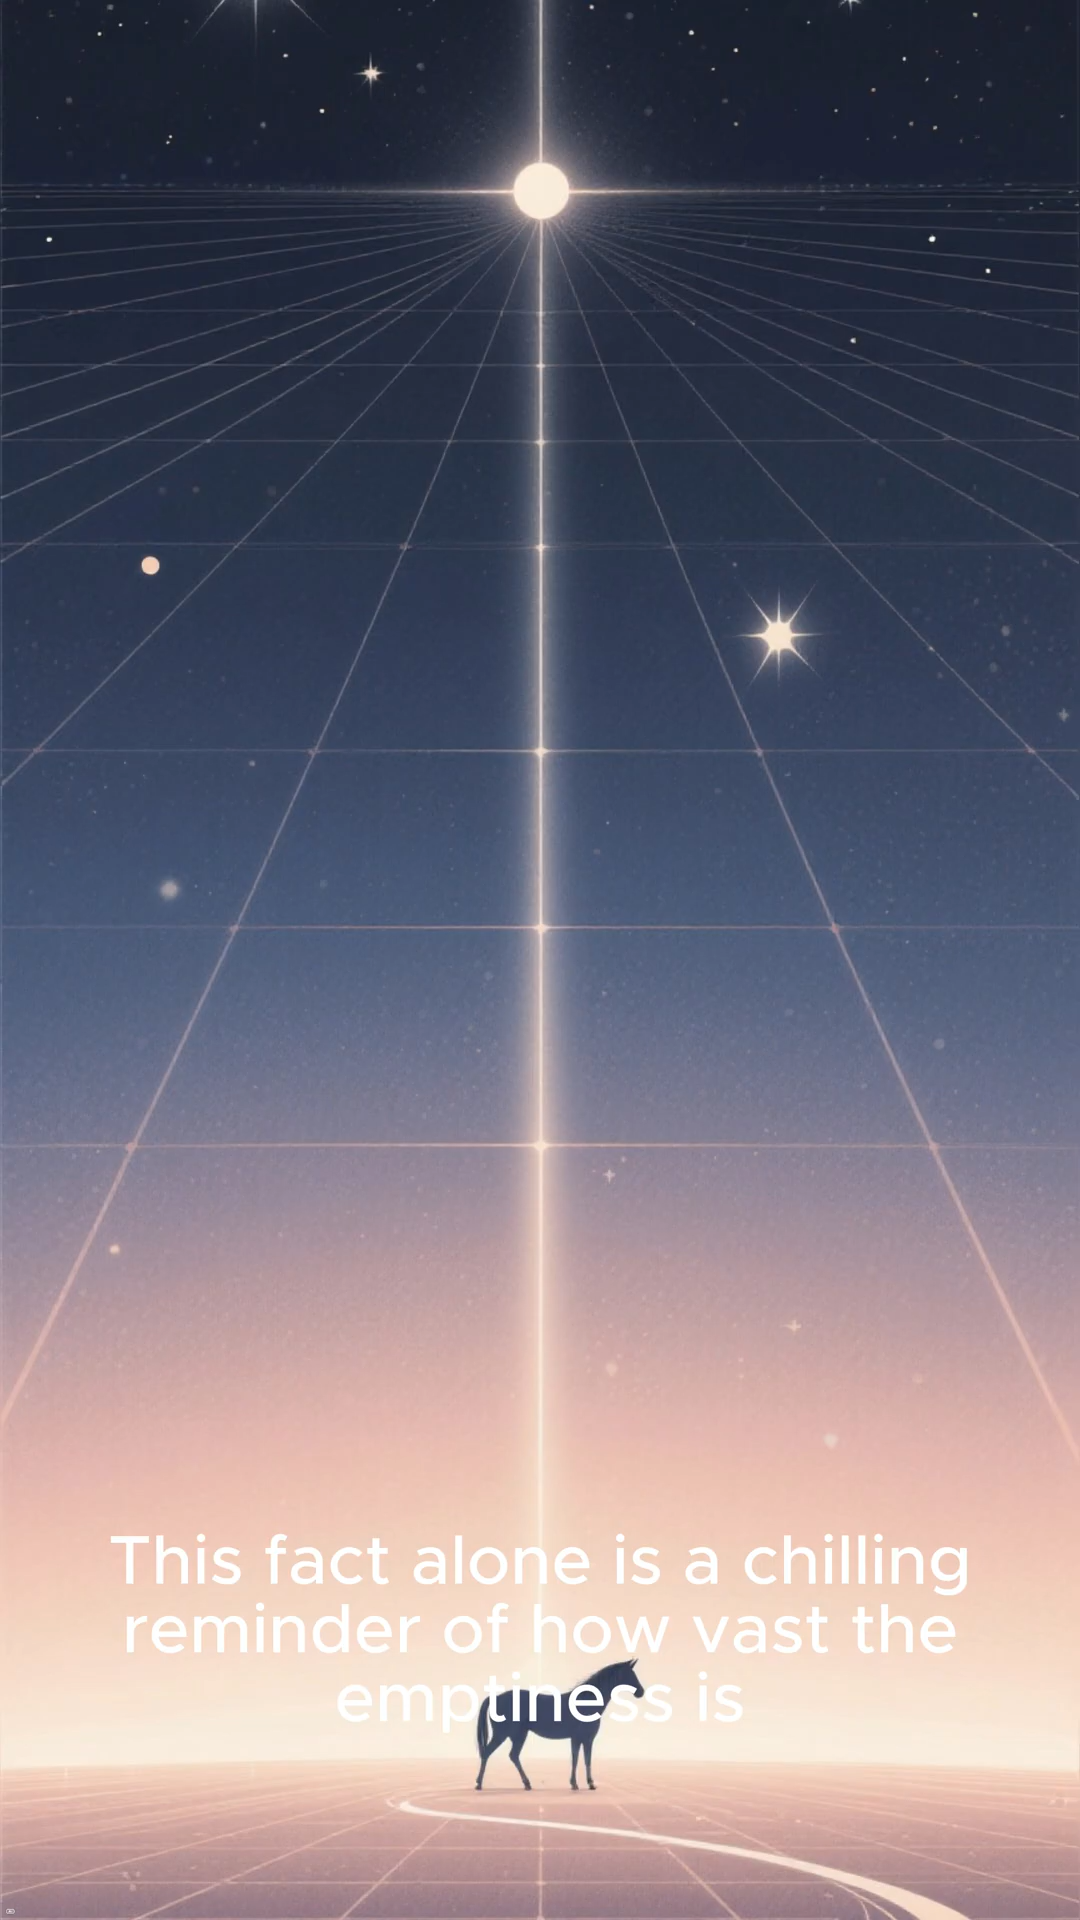 This fact alone is a chilling
reminder of how vast the
emptiness is